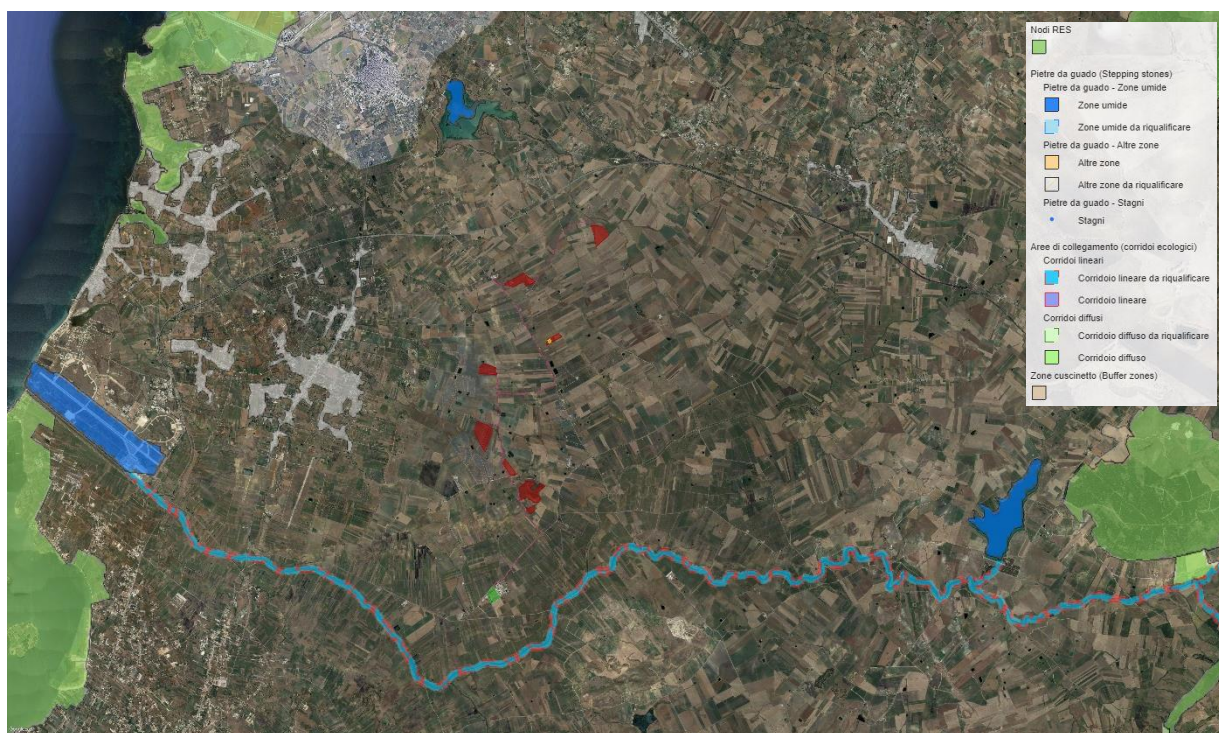 Nodi RES
Pietre da guado (Stepping stones)
Pietre da guado - Zone umide
Zone umide
Zone umide da riqualificare
Pietre da guado - Altre zone
Altre zone
Altre zone da riqualificare
Pietre da guado - Stagni
Stagni
Aree di collegamento (corridoi ecologici)
Corridoi lineari
Corridoio lineare da riqualificare
Corridoio lineare
Corridoi diffusi
Corridoio diffuso da riqualificare
Corridoio diffuso
Zone cuscinetto (Buffer zones)